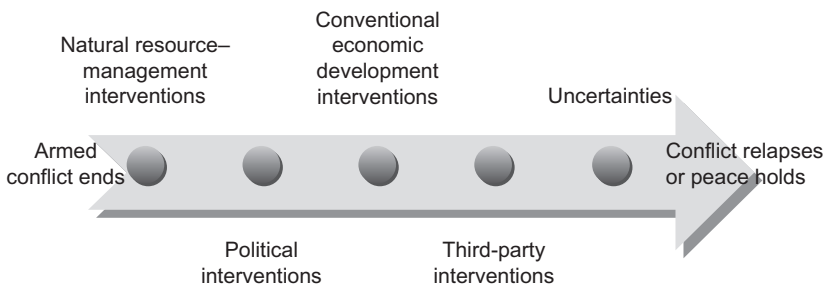 Natural resource–
management
interventions
Conventional
economic
development
interventions
Uncertainties
Armed
conflict ends
Conflict relapses
or peace holds
Political
interventions
Third-party
interventions